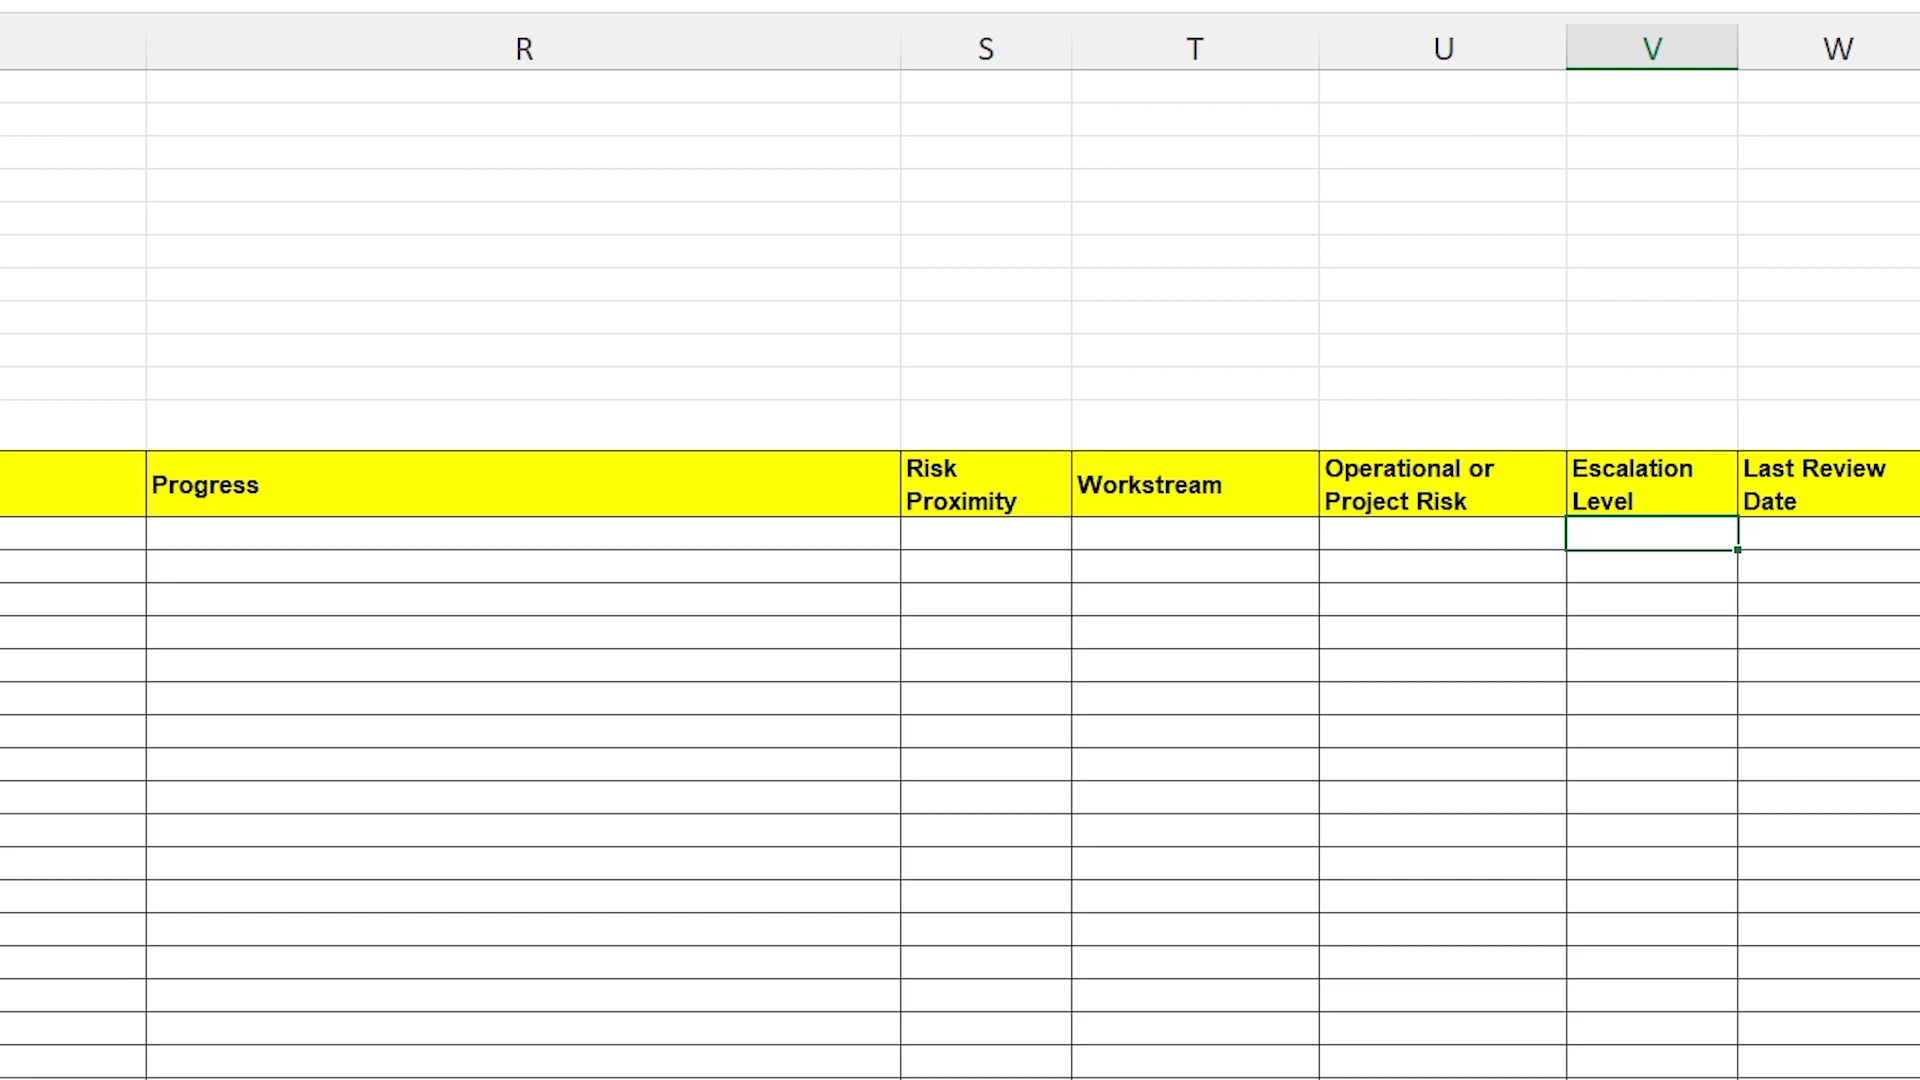 R S T U V W
Progress
Risk
Proximity
Workstream
Operational or
Project Risk
Escalation
Level
Last Review
Date